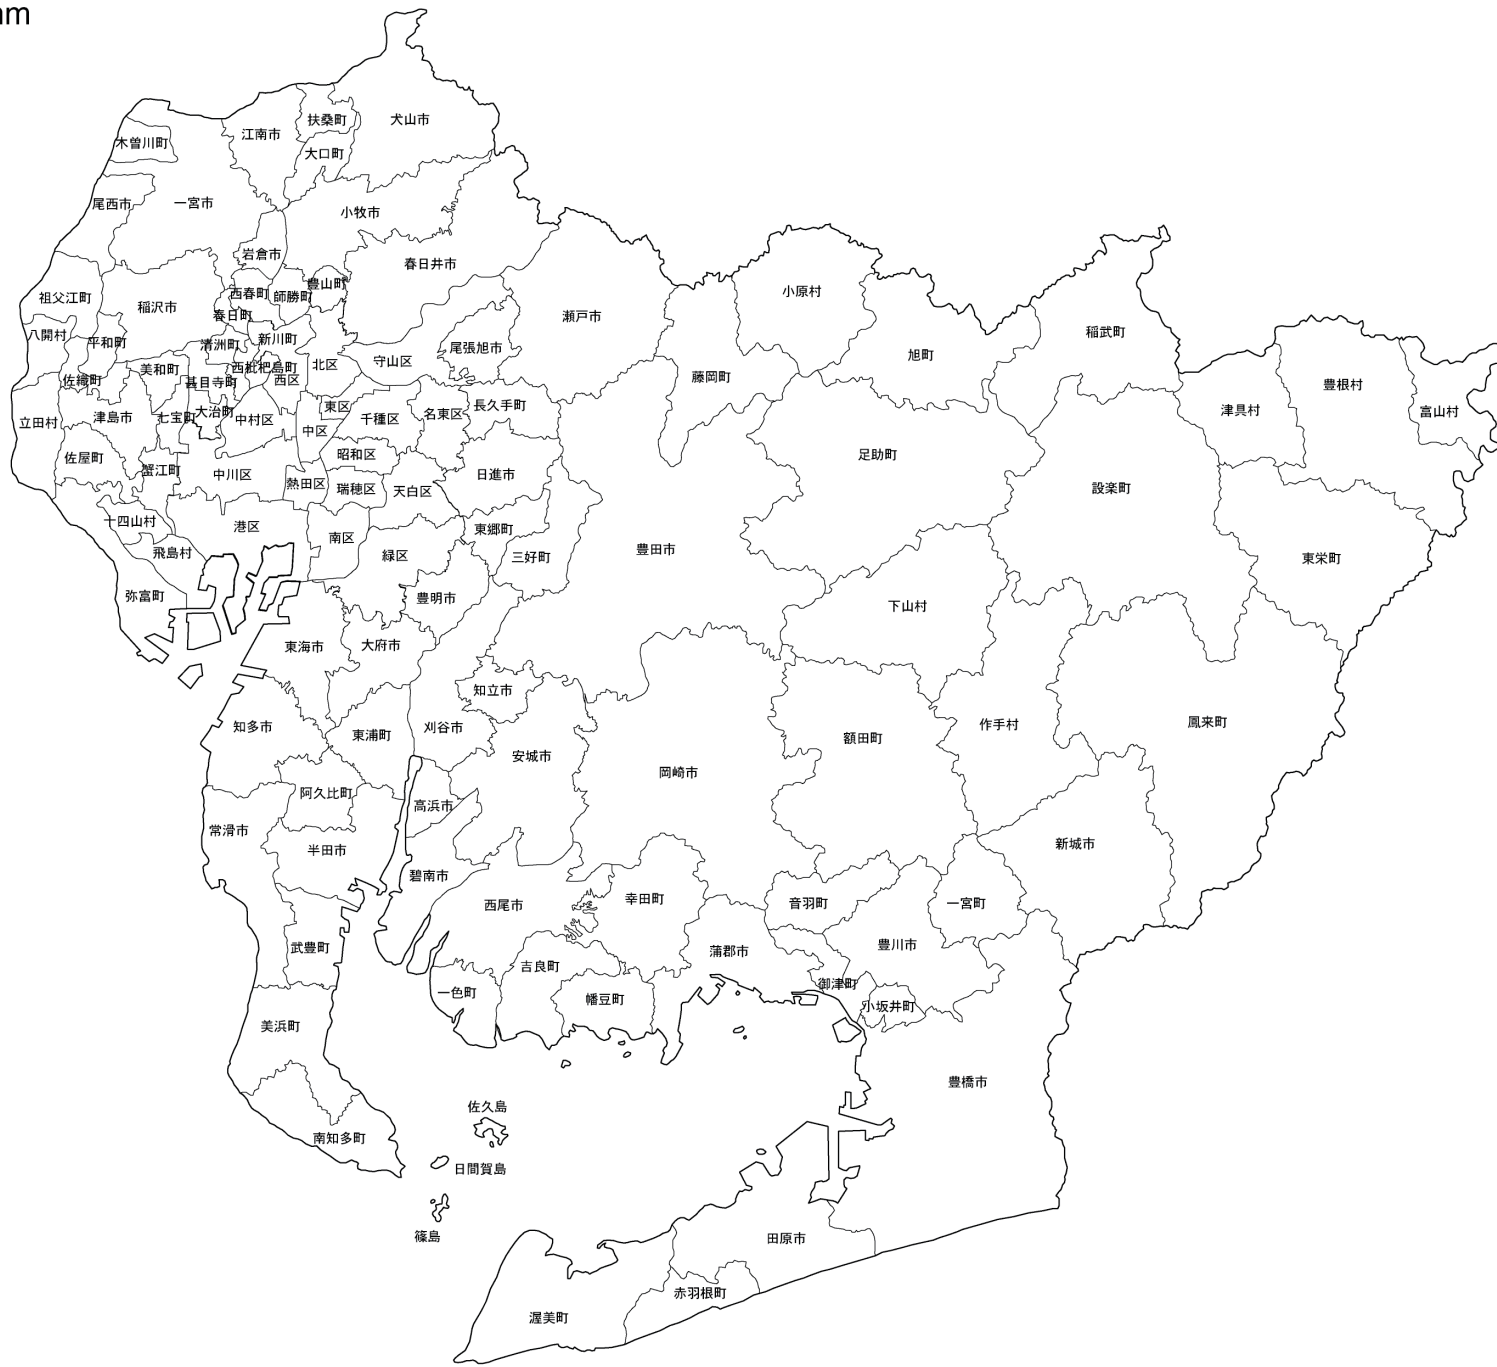 nm
扶桑町
犬山市
江南市
木曽川町
大口町
尾西市
一宮市
小牧市
岩倉市
春日井市
豊山町
西春町
師勝町
祖父江町
稲沢市
小原村
春日町
瀬戸市
八開村
平和町
清洲町
新川町
尾張旭市
旭町
稲武町
美和町
西枇杷島町
北区
守山区
佐織町
甚目寺町
西区
藤岡町
豊根村
立田村
津島市
七宝町
大治町
中村区
東区
千種区
名東区
長久手町
津具村
富山村
中区
佐屋町
蟹江町
昭和区
足助町
中川区
熱田区
瑞穂区
天白区
日進市
設楽町
十四山村
港区
南区
東郷町
飛島村
緑区
三好町
豊田市
東栄町
弥富町
豊明市
下山村
東海市
大府市
知立市
知多市
東浦町
刈谷市
安城市
額田町
作手村
鳳来町
岡崎市
阿久比町
高浜市
常滑市
半田市
新城市
碧南市
西尾市
幸田町
音羽町
一宮町
武豊町
蒲郡市
豊川市
吉良町
一色町
幡豆町
御津町
小坂井町
美浜町
豊橋市
佐久島
南知多町
日間賀島
篠島
田原市
赤羽根町
渥美町